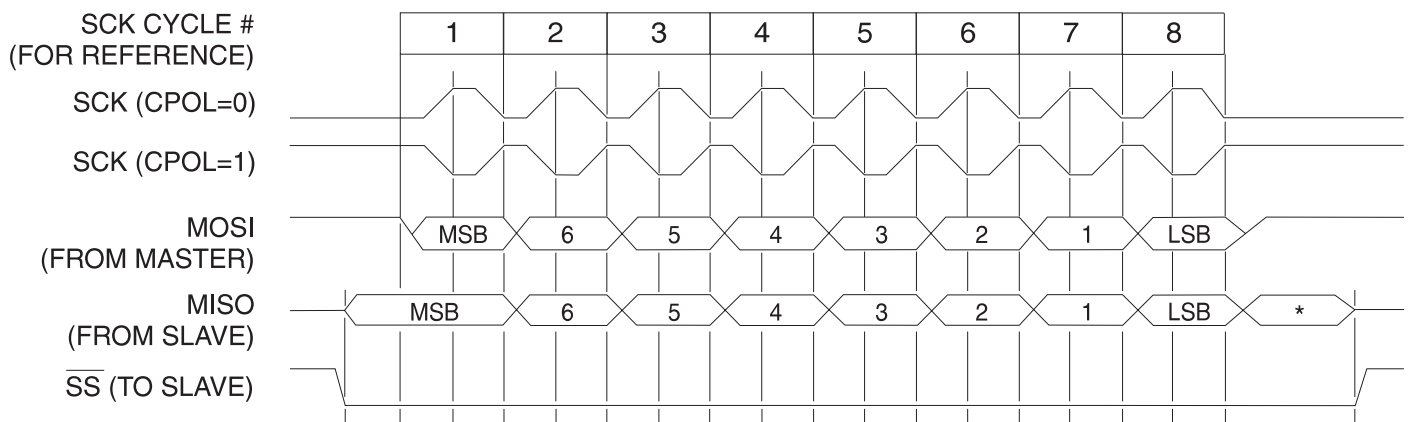 SCK CYCLE #
(FOR REFERENCE)
1 2 3 4 5 6 7 8
SCK (CPOL=0)
SCK (CPOL=1)
MOSI
(FROM MASTER)
MSB 6 5 4 3 2 1 LSB
MISO
(FROM SLAVE)
MSB 6 5 4 3 2 1 LSB *
S̅S̅ (TO SLAVE)